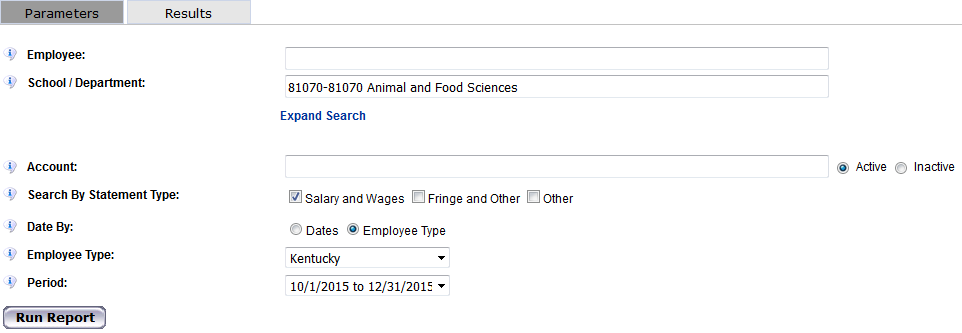 Parameters Results
Employee:
School / Department: 81070-81070 Animal and Food Sciences
Expand Search
Account: Active Inactive
Search By Statement Type: Salary and Wages Fringe and Other Other
Date By: Dates Employee Type
Employee Type: Kentucky
Period: 10/1/2015 to 12/31/2015
Run Report